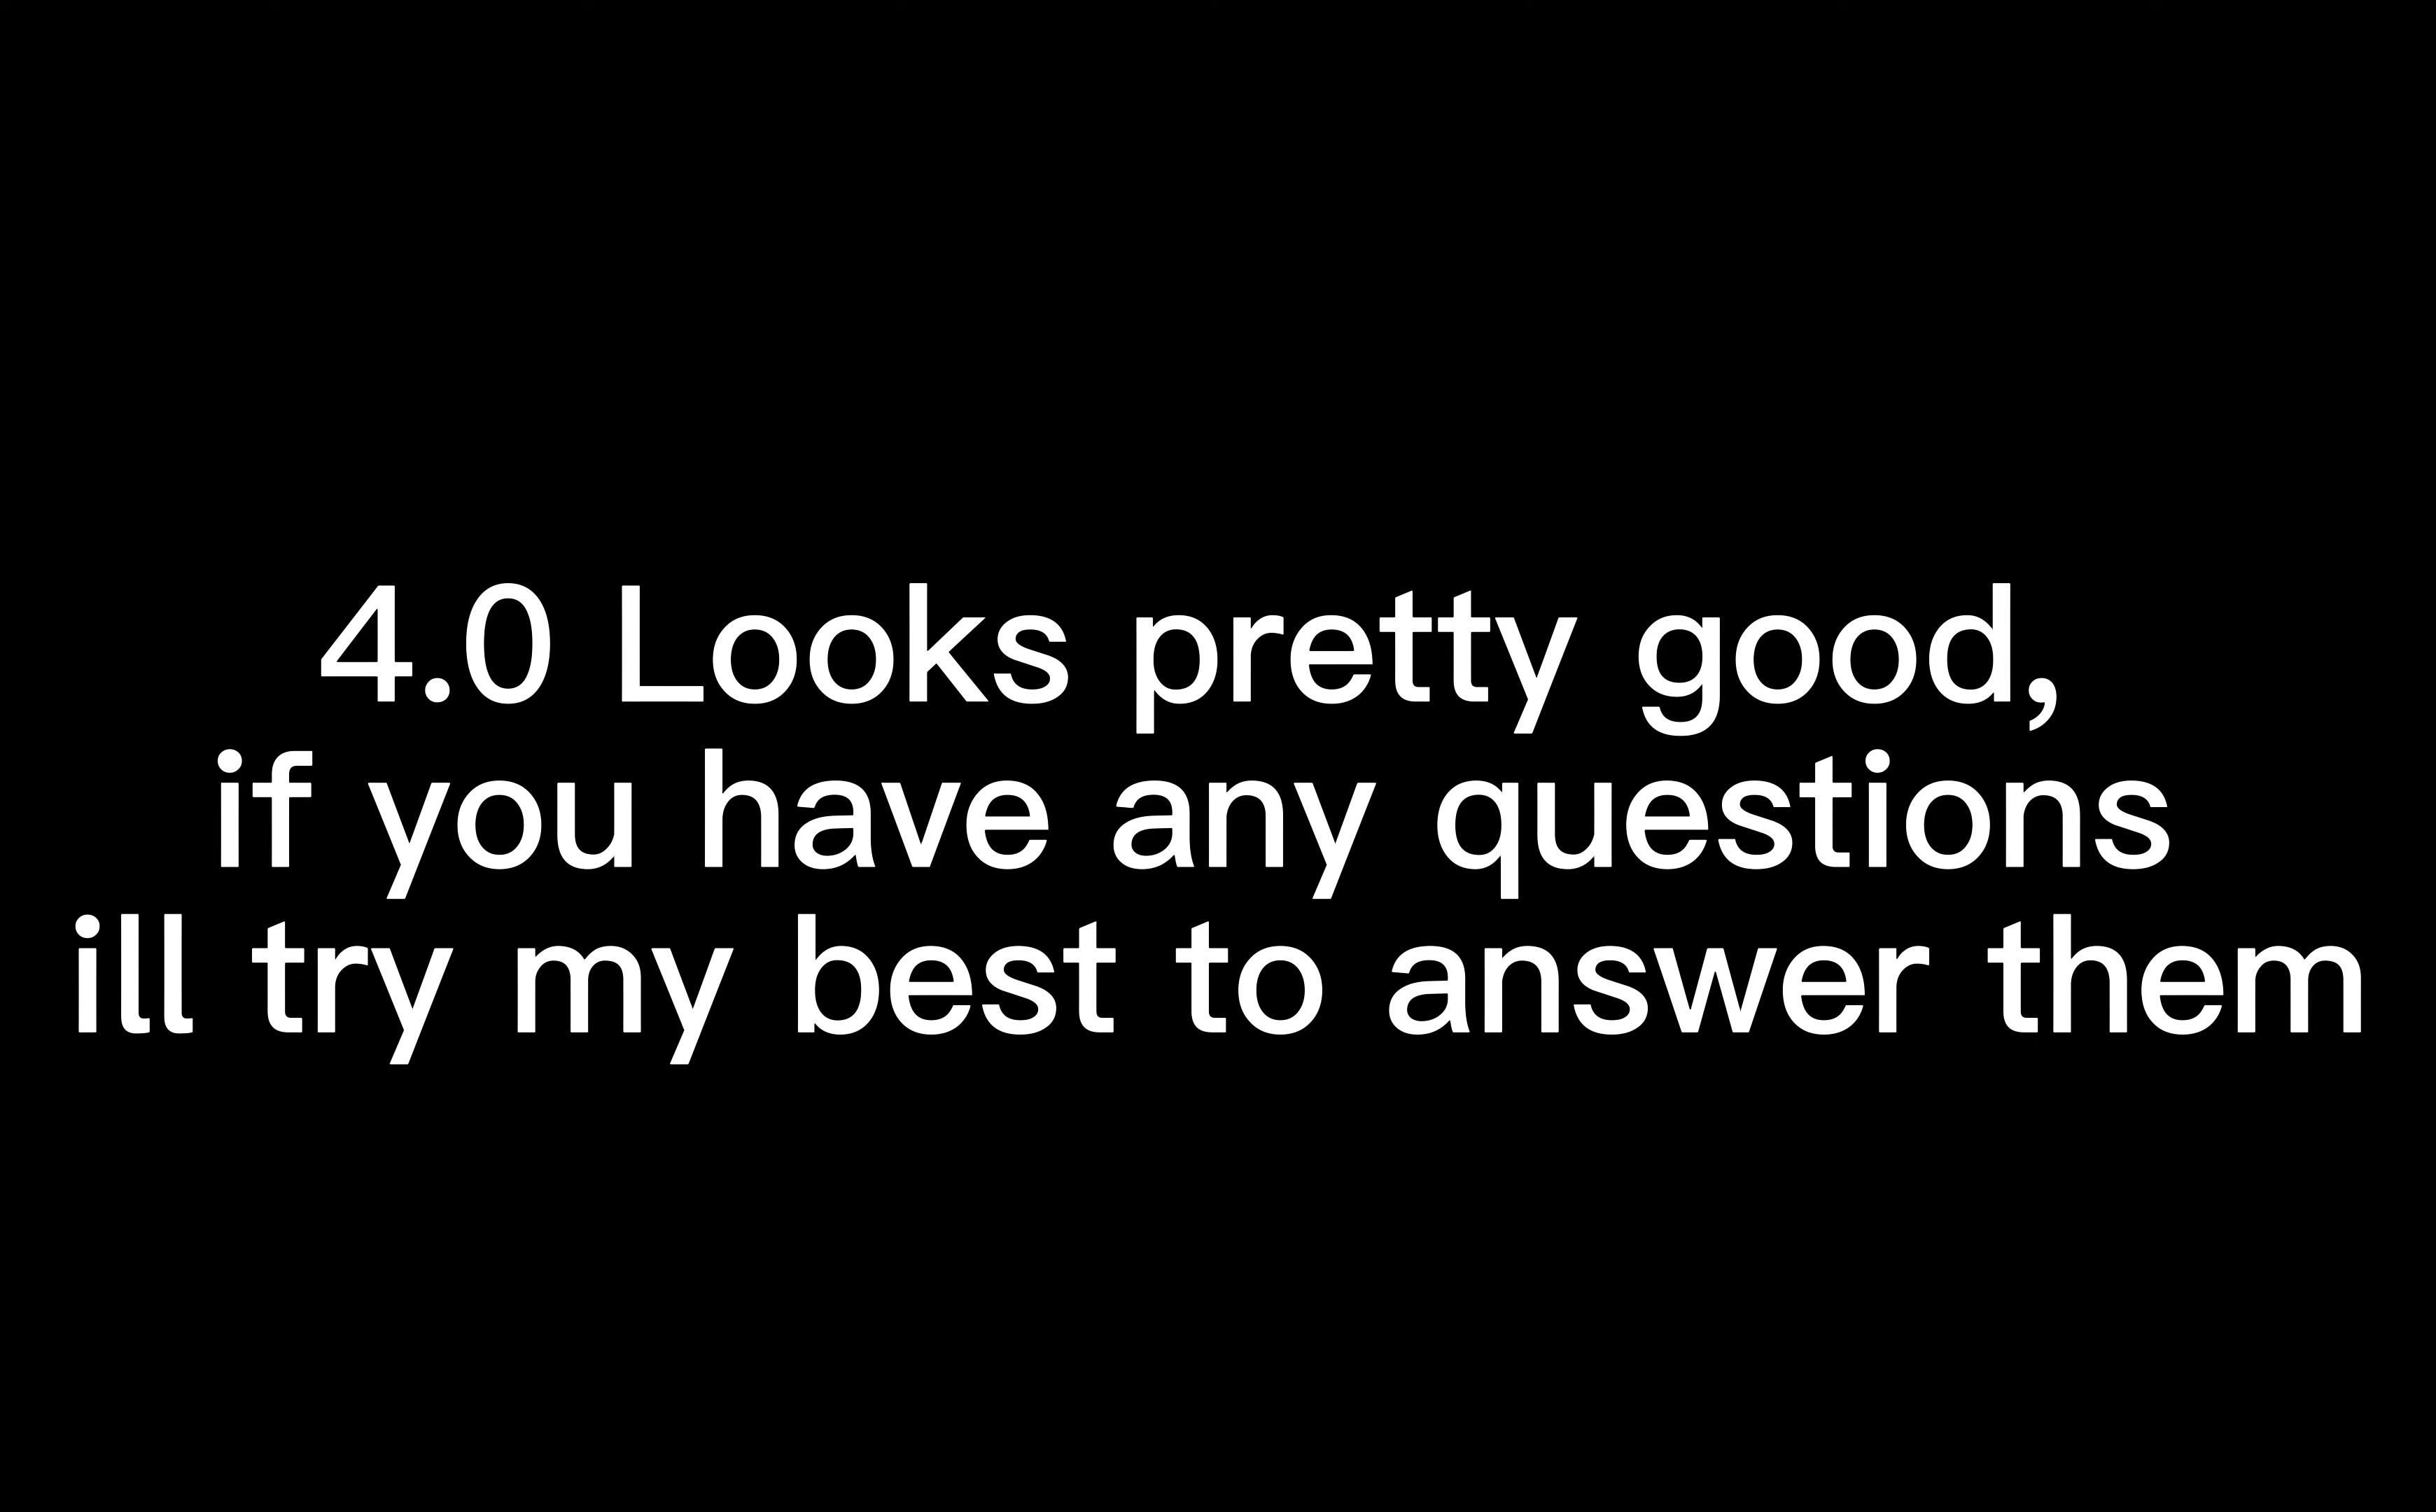 4.0 Looks pretty good,
if you have any questions
ill try my best to answer them